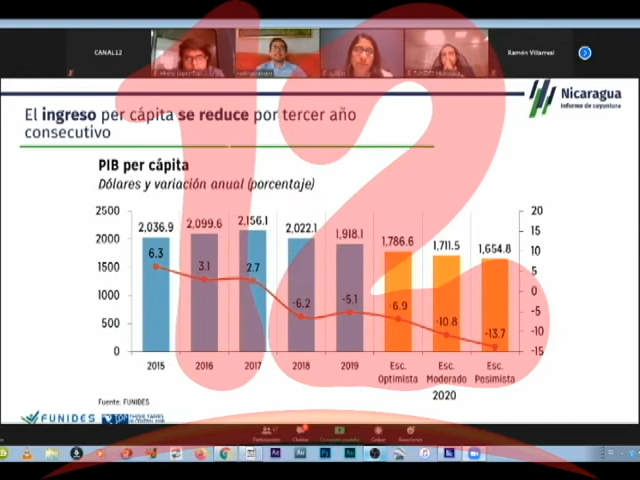 CANAL12
Ramón Villarreal
Nicaragua
Informe de coyuntura
El ingreso per cápita se reduce por tercer año
consecutivo
PIB per cápita
Dólares y variación anual (porcentaje)
2500
2000
1500
1000
500
0
20
15
10
5
0
-5
-10
-15
2,036.9
2,099.6
2,156.1
2,022.1
1,918.1
1,786.6
1,711.5
1,654.8
6.3
3.1
2.7
-6.2
-5.1
-6.9
-10.8
-13.7
2015
2016
2017
2018
2019
Esc.
Optimista
Esc.
Moderado
Esc.
Posimista
2020
Fuente: FUNIDES
FUNIDES
12